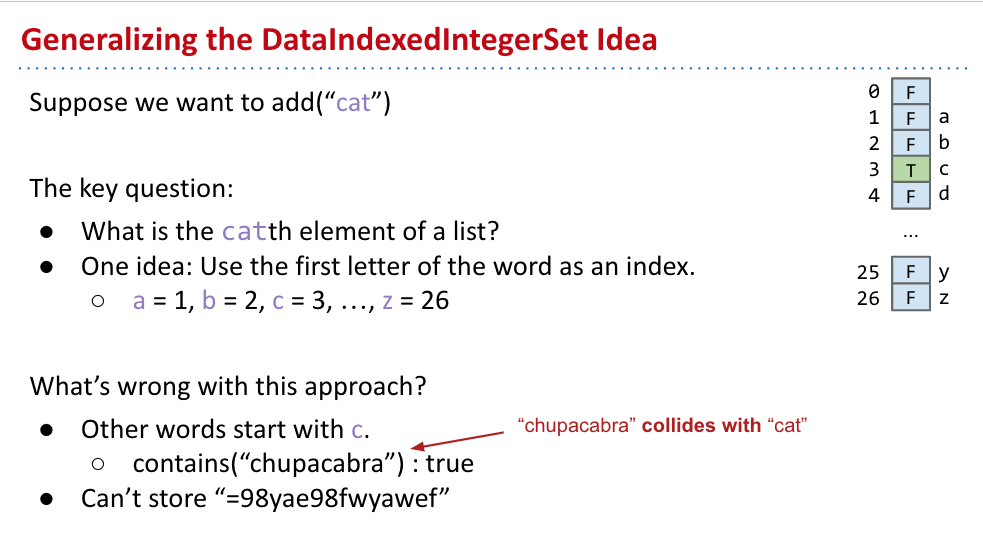 Generalizing the DataIndexedIntegerSet Idea
Suppose we want to add(“cat”)
The key question:
● What is the catth element of a list?
● One idea: Use the first letter of the word as an index.
○ a = 1, b = 2, c = 3, …, z = 26
What’s wrong with this approach?
● Other words start with c.
○ contains(“chupacabra”) : true
● Can’t store “=98yae98fwyawef”
“chupacabra” collides with “cat”
0 F
1 F a
2 F b
3 T c
4 F d
...
25 F y
26 F z